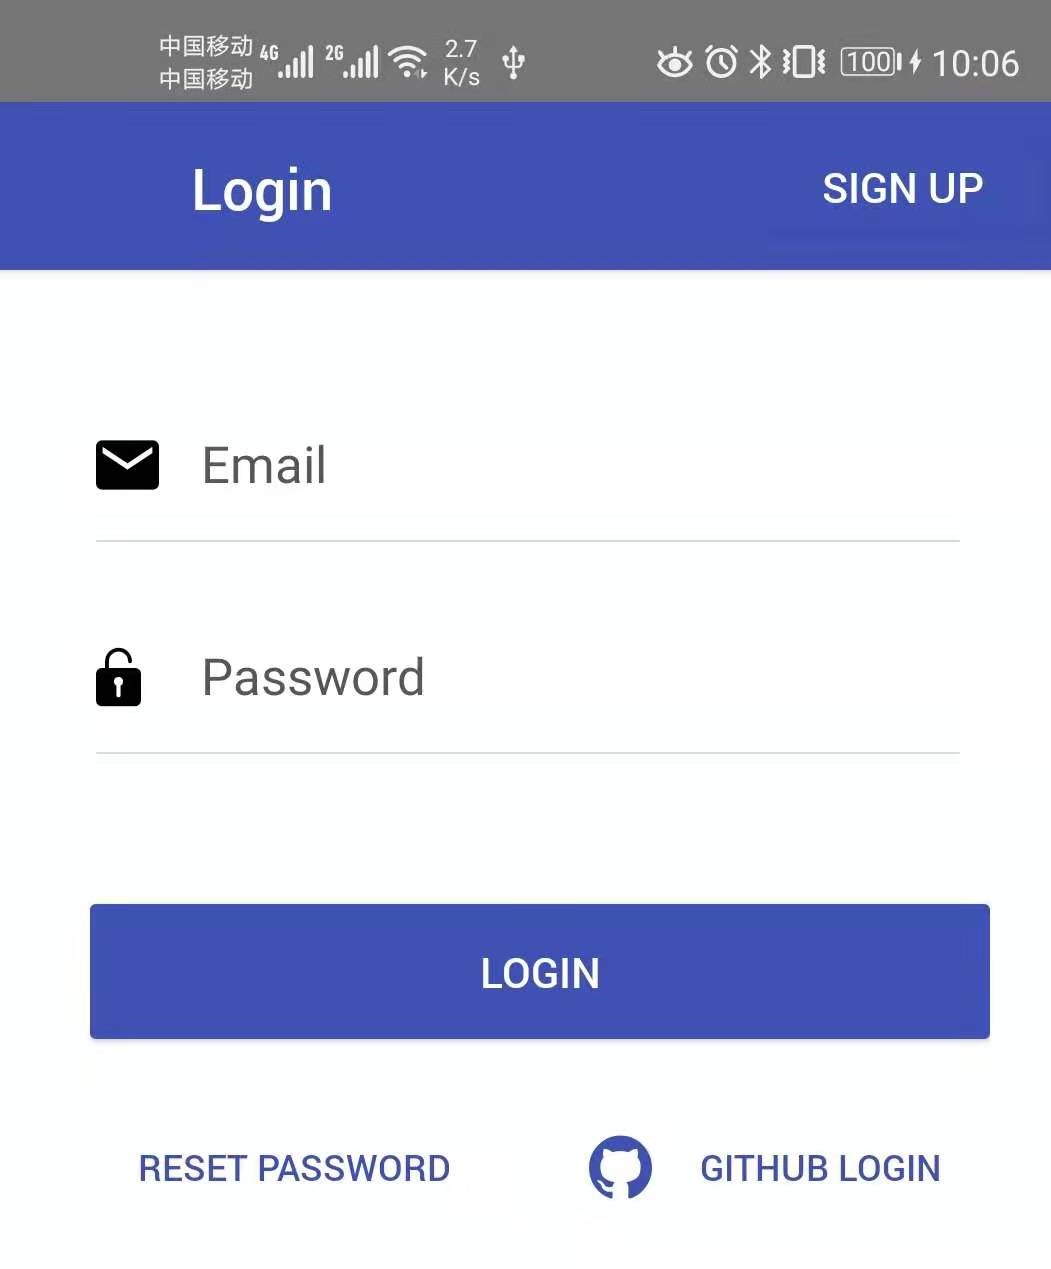 中国移动 4G 2G 2.7
中国移动 K/s 100 10:06
Login SIGN UP
Email
Password
LOGIN
RESET PASSWORD GITHUB LOGIN